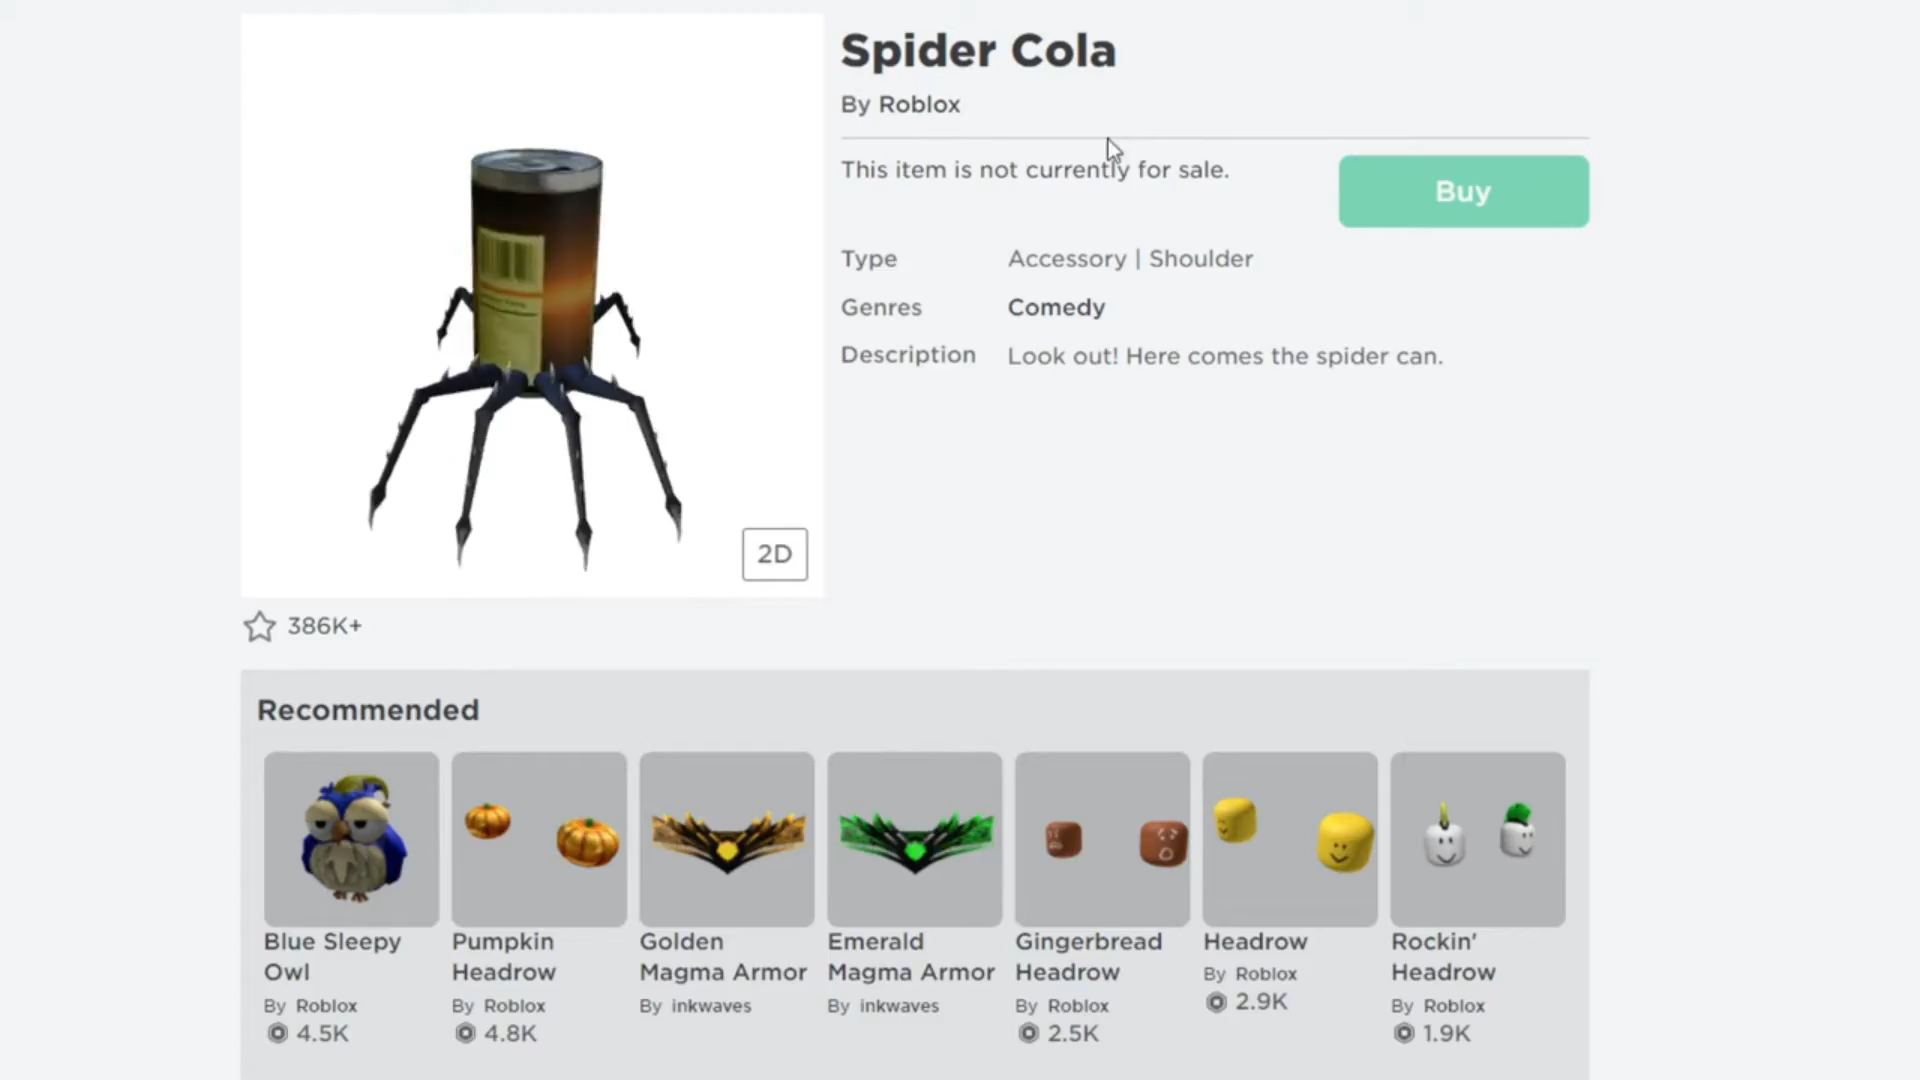 Spider Cola
By Roblox
This item is not currently for sale.
Buy
Type Accessory | Shoulder
Genres Comedy
Description Look out! Here comes the spider can.
2D
386K+
Recommended
Blue Sleepy Owl
By Roblox
4.5K
Pumpkin Headrow
By Roblox
4.8K
Golden Magma Armor
By inkwaves
Emerald Magma Armor
By inkwaves
Gingerbread Headrow
By Roblox
2.5K
Headrow
By Roblox
2.9K
Rockin' Headrow
By Roblox
1.9K